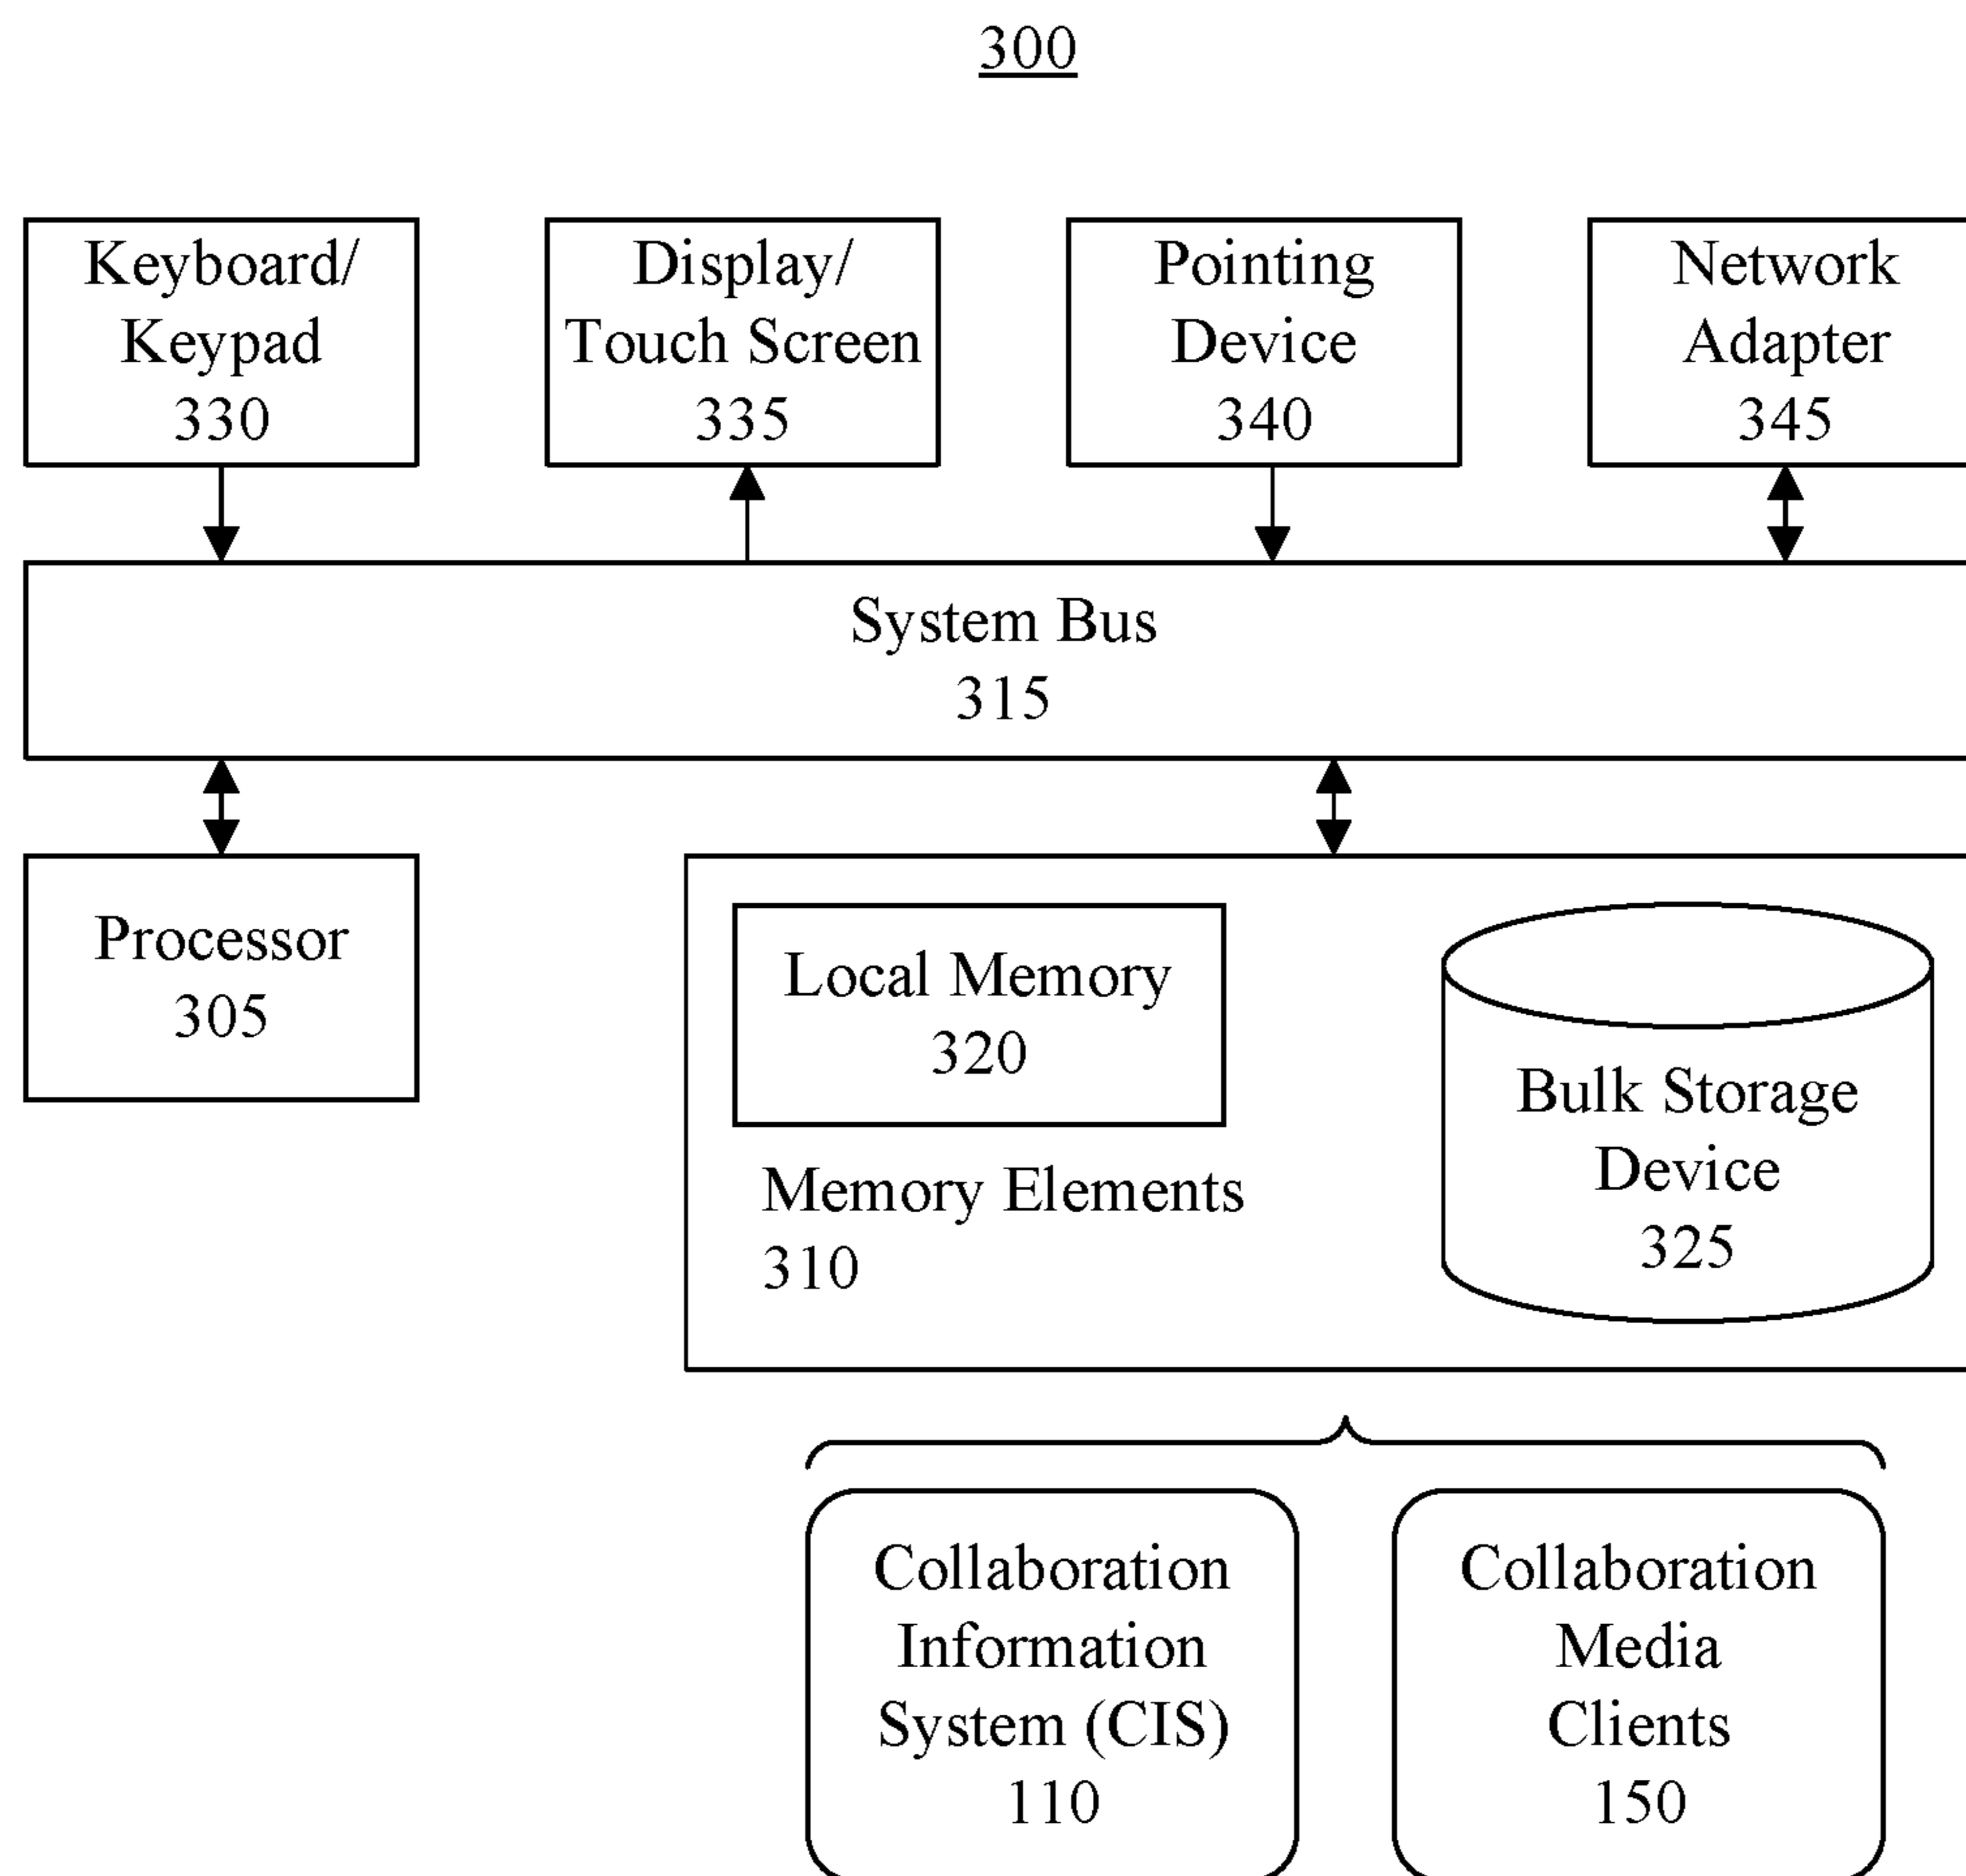 300
Keyboard/
Keypad
330
Display/
Touch Screen
335
Pointing
Device
340
Network
Adapter
345
System Bus
315
Processor
305
Local Memory
320
Memory Elements
310
Bulk Storage
Device
325
Collaboration
Information
System (CIS)
110
Collaboration
Media
Clients
150